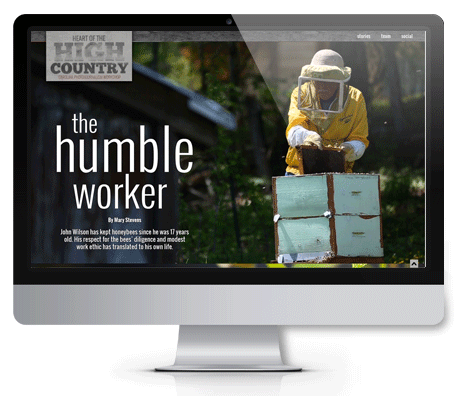 HEART OF THE
HIGH
COUNTRY
stories team social
the
humble
worker
By Mary Stevens
John Wilson has kept honeybees since he was 17 years
old. His respect for the bees' diligence and modest
work ethic has translated to his own life.